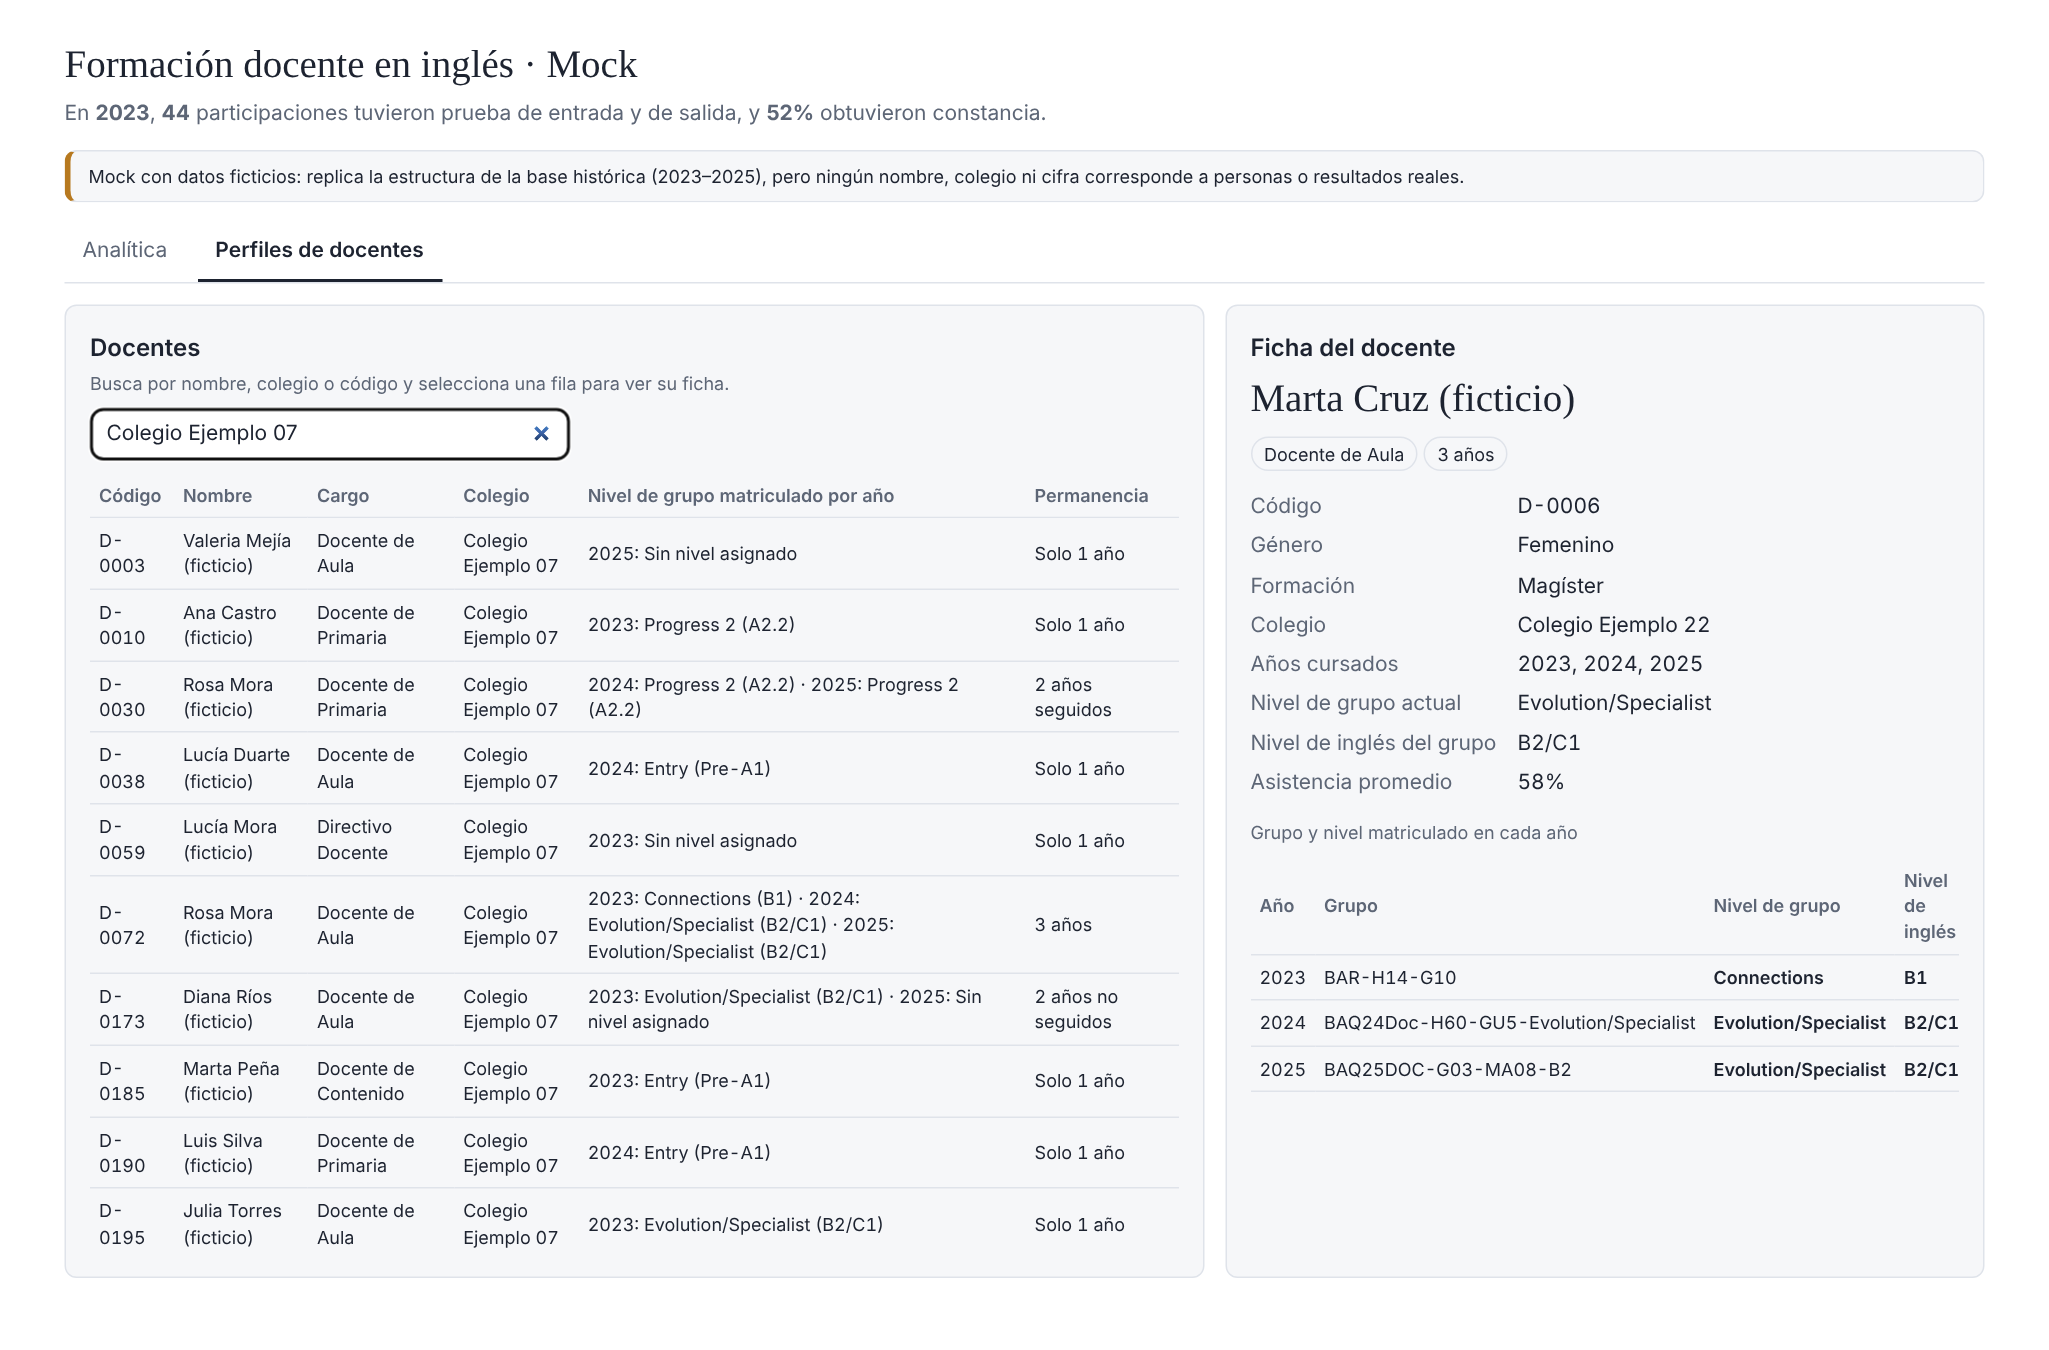 Formación docente en inglés · Mock
En 2023, 44 participaciones tuvieron prueba de entrada y de salida, y 52% obtuvieron constancia.
Mock con datos ficticios: replica la estructura de la base histórica (2023–2025), pero ningún nombre, colegio ni cifra corresponde a personas o resultados reales.
Analítica Perfiles de docentes
Docentes
Busca por nombre, colegio o código y selecciona una fila para ver su ficha.
Colegio Ejemplo 07
Código Nombre Cargo Colegio Nivel de grupo matriculado por año Permanencia
D- Valeria Mejía Docente de Colegio 2025: Sin nivel asignado Solo 1 año
0003 (ficticio) Aula Ejemplo 07
D- Ana Castro Docente de Colegio 2023: Progress 2 (A2.2) Solo 1 año
0010 (ficticio) Primaria Ejemplo 07
D- Rosa Mora Docente de Colegio 2024: Progress 2 (A2.2) · 2025: Progress 2 2 años
0030 (ficticio) Primaria Ejemplo 07 (A2.2) seguidos
D- Lucía Duarte Docente de Colegio 2024: Entry (Pre-A1) Solo 1 año
0038 (ficticio) Aula Ejemplo 07
D- Lucía Mora Directivo Colegio 2023: Sin nivel asignado Solo 1 año
0059 (ficticio) Docente Ejemplo 07
2023: Connections (B1) · 2024:
D- Rosa Mora Docente de Colegio Evolution/Specialist (B2/C1) · 2025: 3 años
0072 (ficticio) Aula Ejemplo 07 Evolution/Specialist (B2/C1)
D- Diana Ríos Docente de Colegio 2023: Evolution/Specialist (B2/C1) · 2025: Sin 2 años no
0173 (ficticio) Aula Ejemplo 07 nivel asignado seguidos
D- Marta Peña Docente de Colegio 2023: Entry (Pre-A1) Solo 1 año
0185 (ficticio) Contenido Ejemplo 07
D- Luis Silva Docente de Colegio 2024: Entry (Pre-A1) Solo 1 año
0190 (ficticio) Primaria Ejemplo 07
D- Julia Torres Docente de Colegio 2023: Evolution/Specialist (B2/C1) Solo 1 año
0195 (ficticio) Aula Ejemplo 07
Ficha del docente
Marta Cruz (ficticio)
Docente de Aula 3 años
Código D-0006
Género Femenino
Formación Magíster
Colegio Colegio Ejemplo 22
Años cursados 2023, 2024, 2025
Nivel de grupo actual Evolution/Specialist
Nivel de inglés del grupo B2/C1
Asistencia promedio 58%
Grupo y nivel matriculado en cada año
Año Grupo Nivel de grupo Nivel de inglés
2023 BAR-H14-G10 Connections B1
2024 BAQ24Doc-H60-GU5-Evolution/Specialist Evolution/Specialist B2/C1
2025 BAQ25DOC-G03-MA08-B2 Evolution/Specialist B2/C1